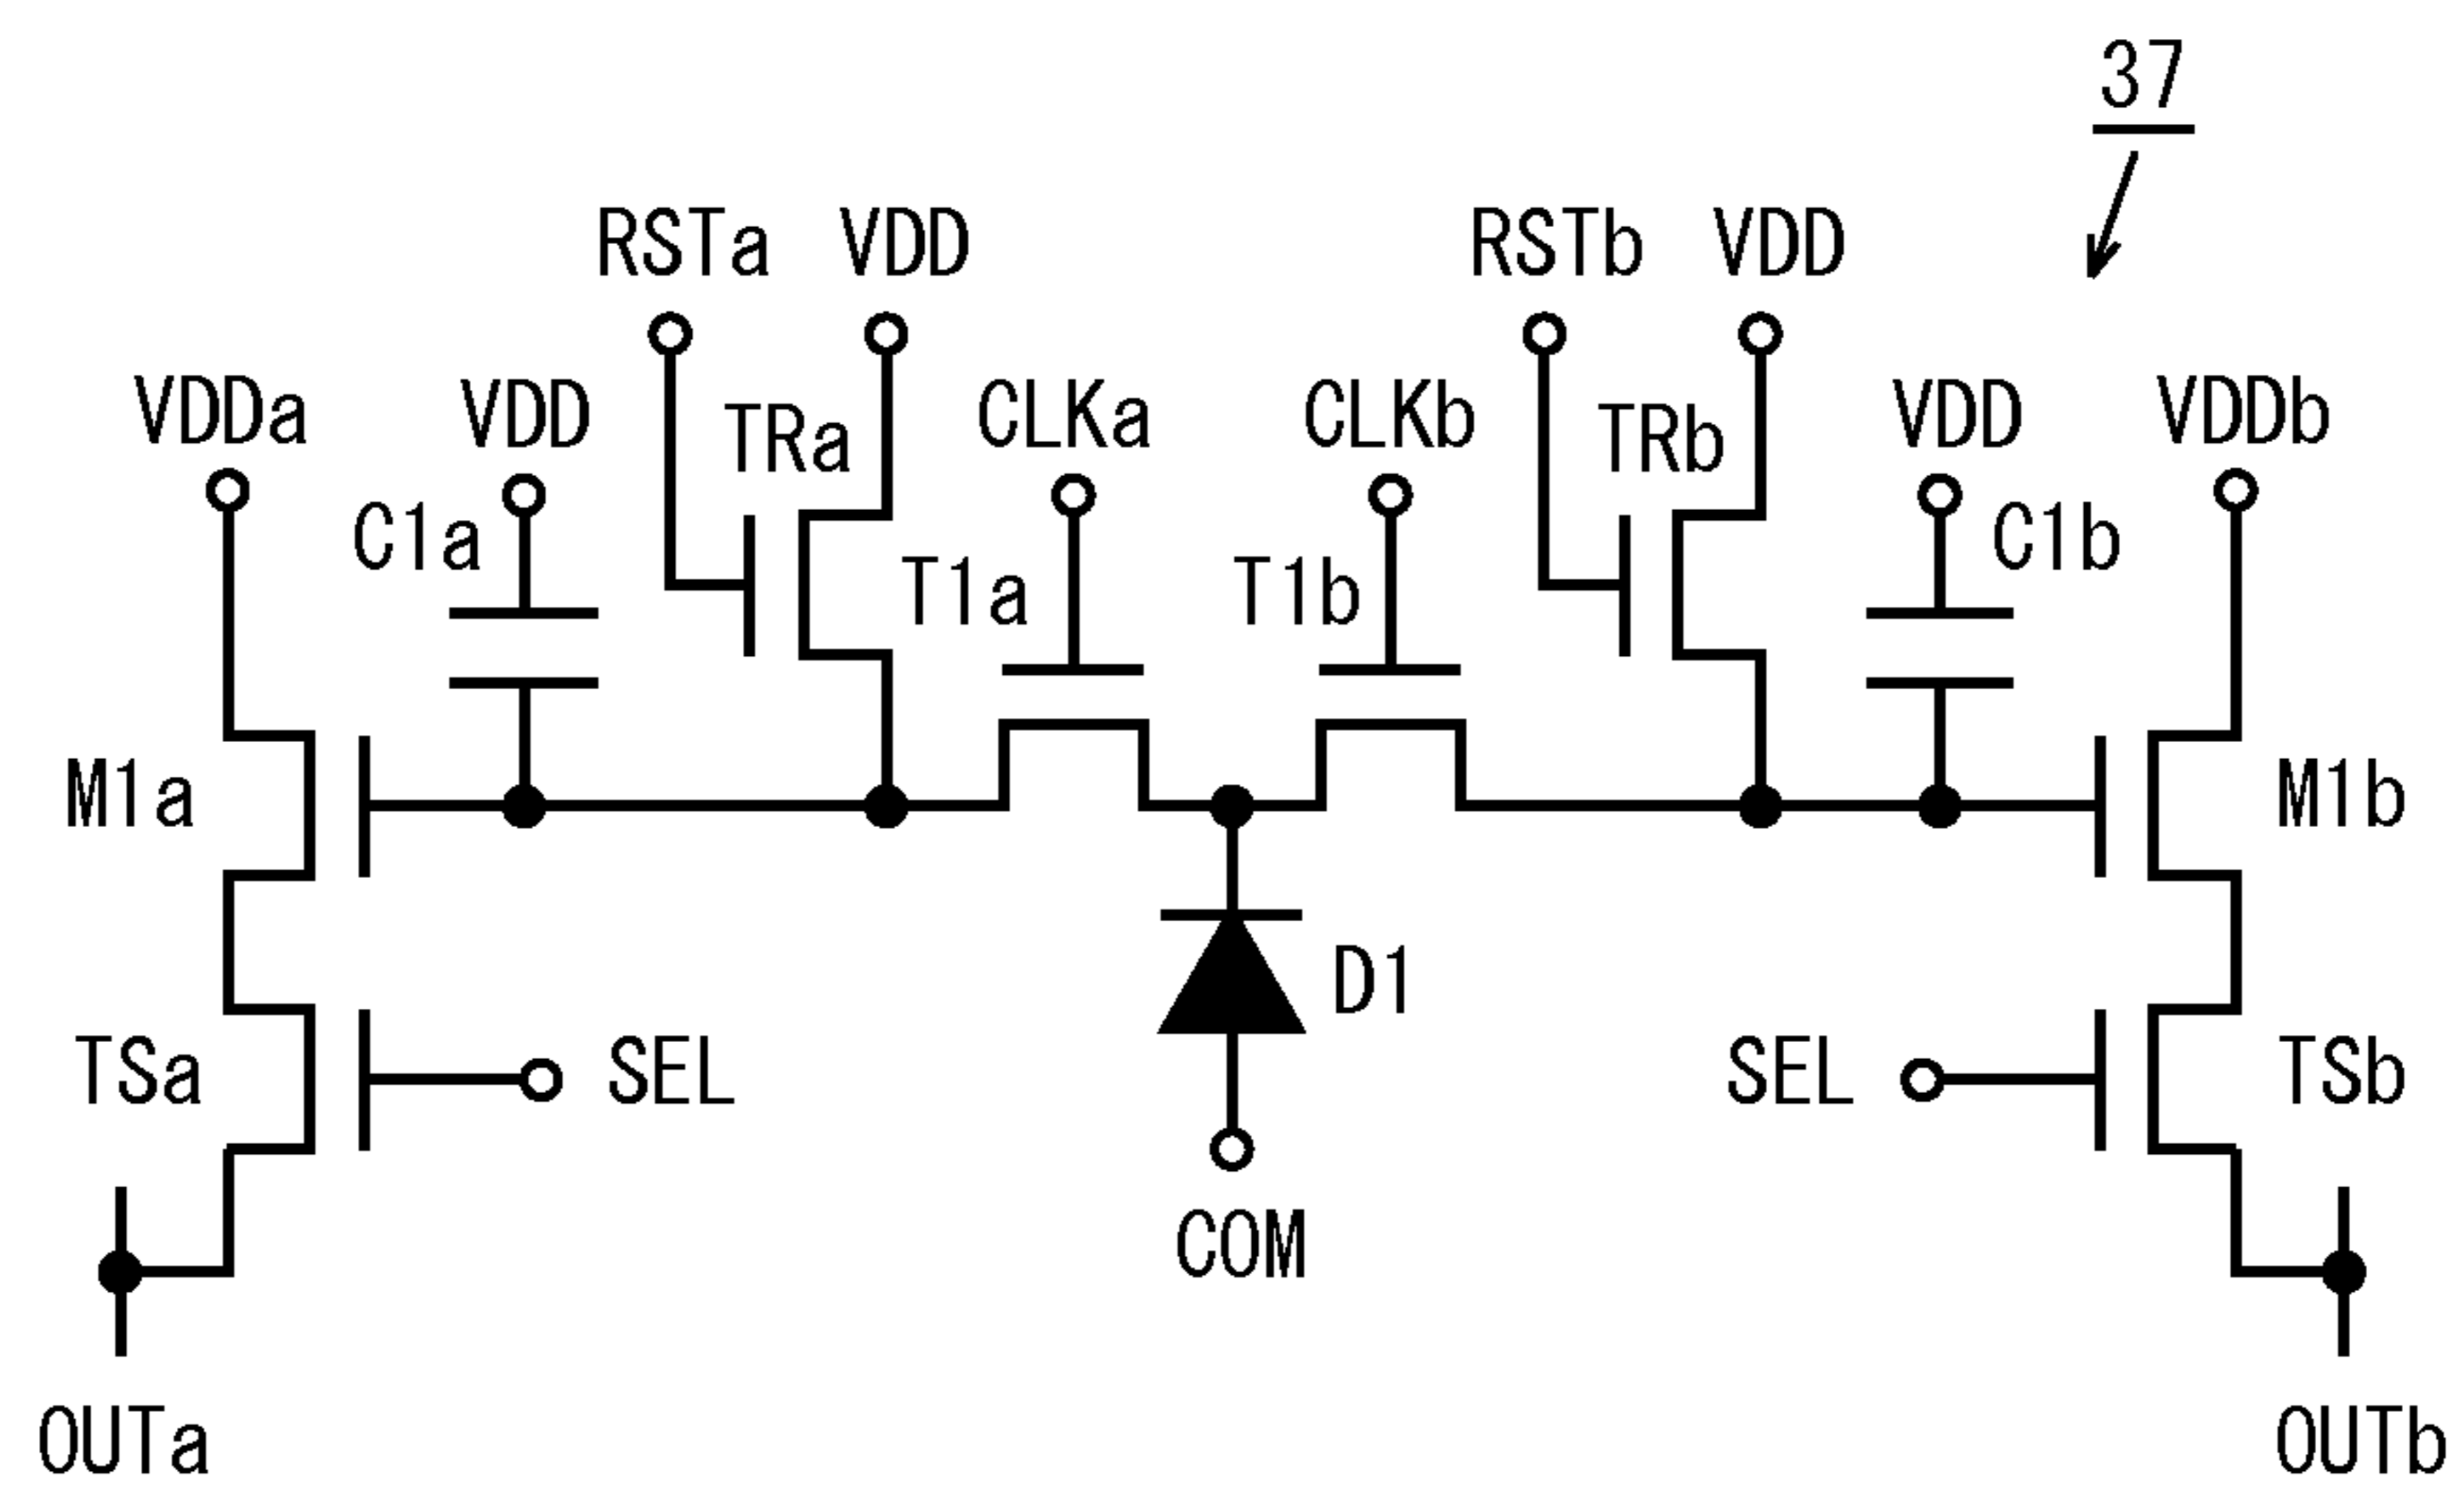 37
RSTa VDD RSTb VDD
VDDa VDD TRa CLKa CLKb TRb VDD VDDb
C1a T1a T1b C1b
M1a M1b
D1
TSa SEL SEL TSb
COM
OUTa OUTb